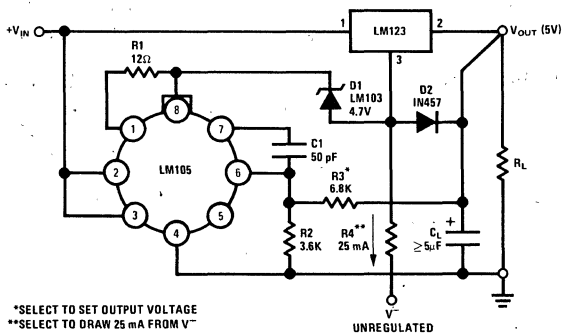 +VIN
1 LM123 2
VOUT (5V)
3
R1
12Ω
8
D1
LM103
4.7V
D2
IN457
1
7
C1
50 pF
2
LM105
6
R3*
6.8K
RL
3
5
4
R2
3.6K
R4**
25 mA
+
CL
≥5μF
V−
UNREGULATED
*SELECT TO SET OUTPUT VOLTAGE
**SELECT TO DRAW 25 mA FROM V−